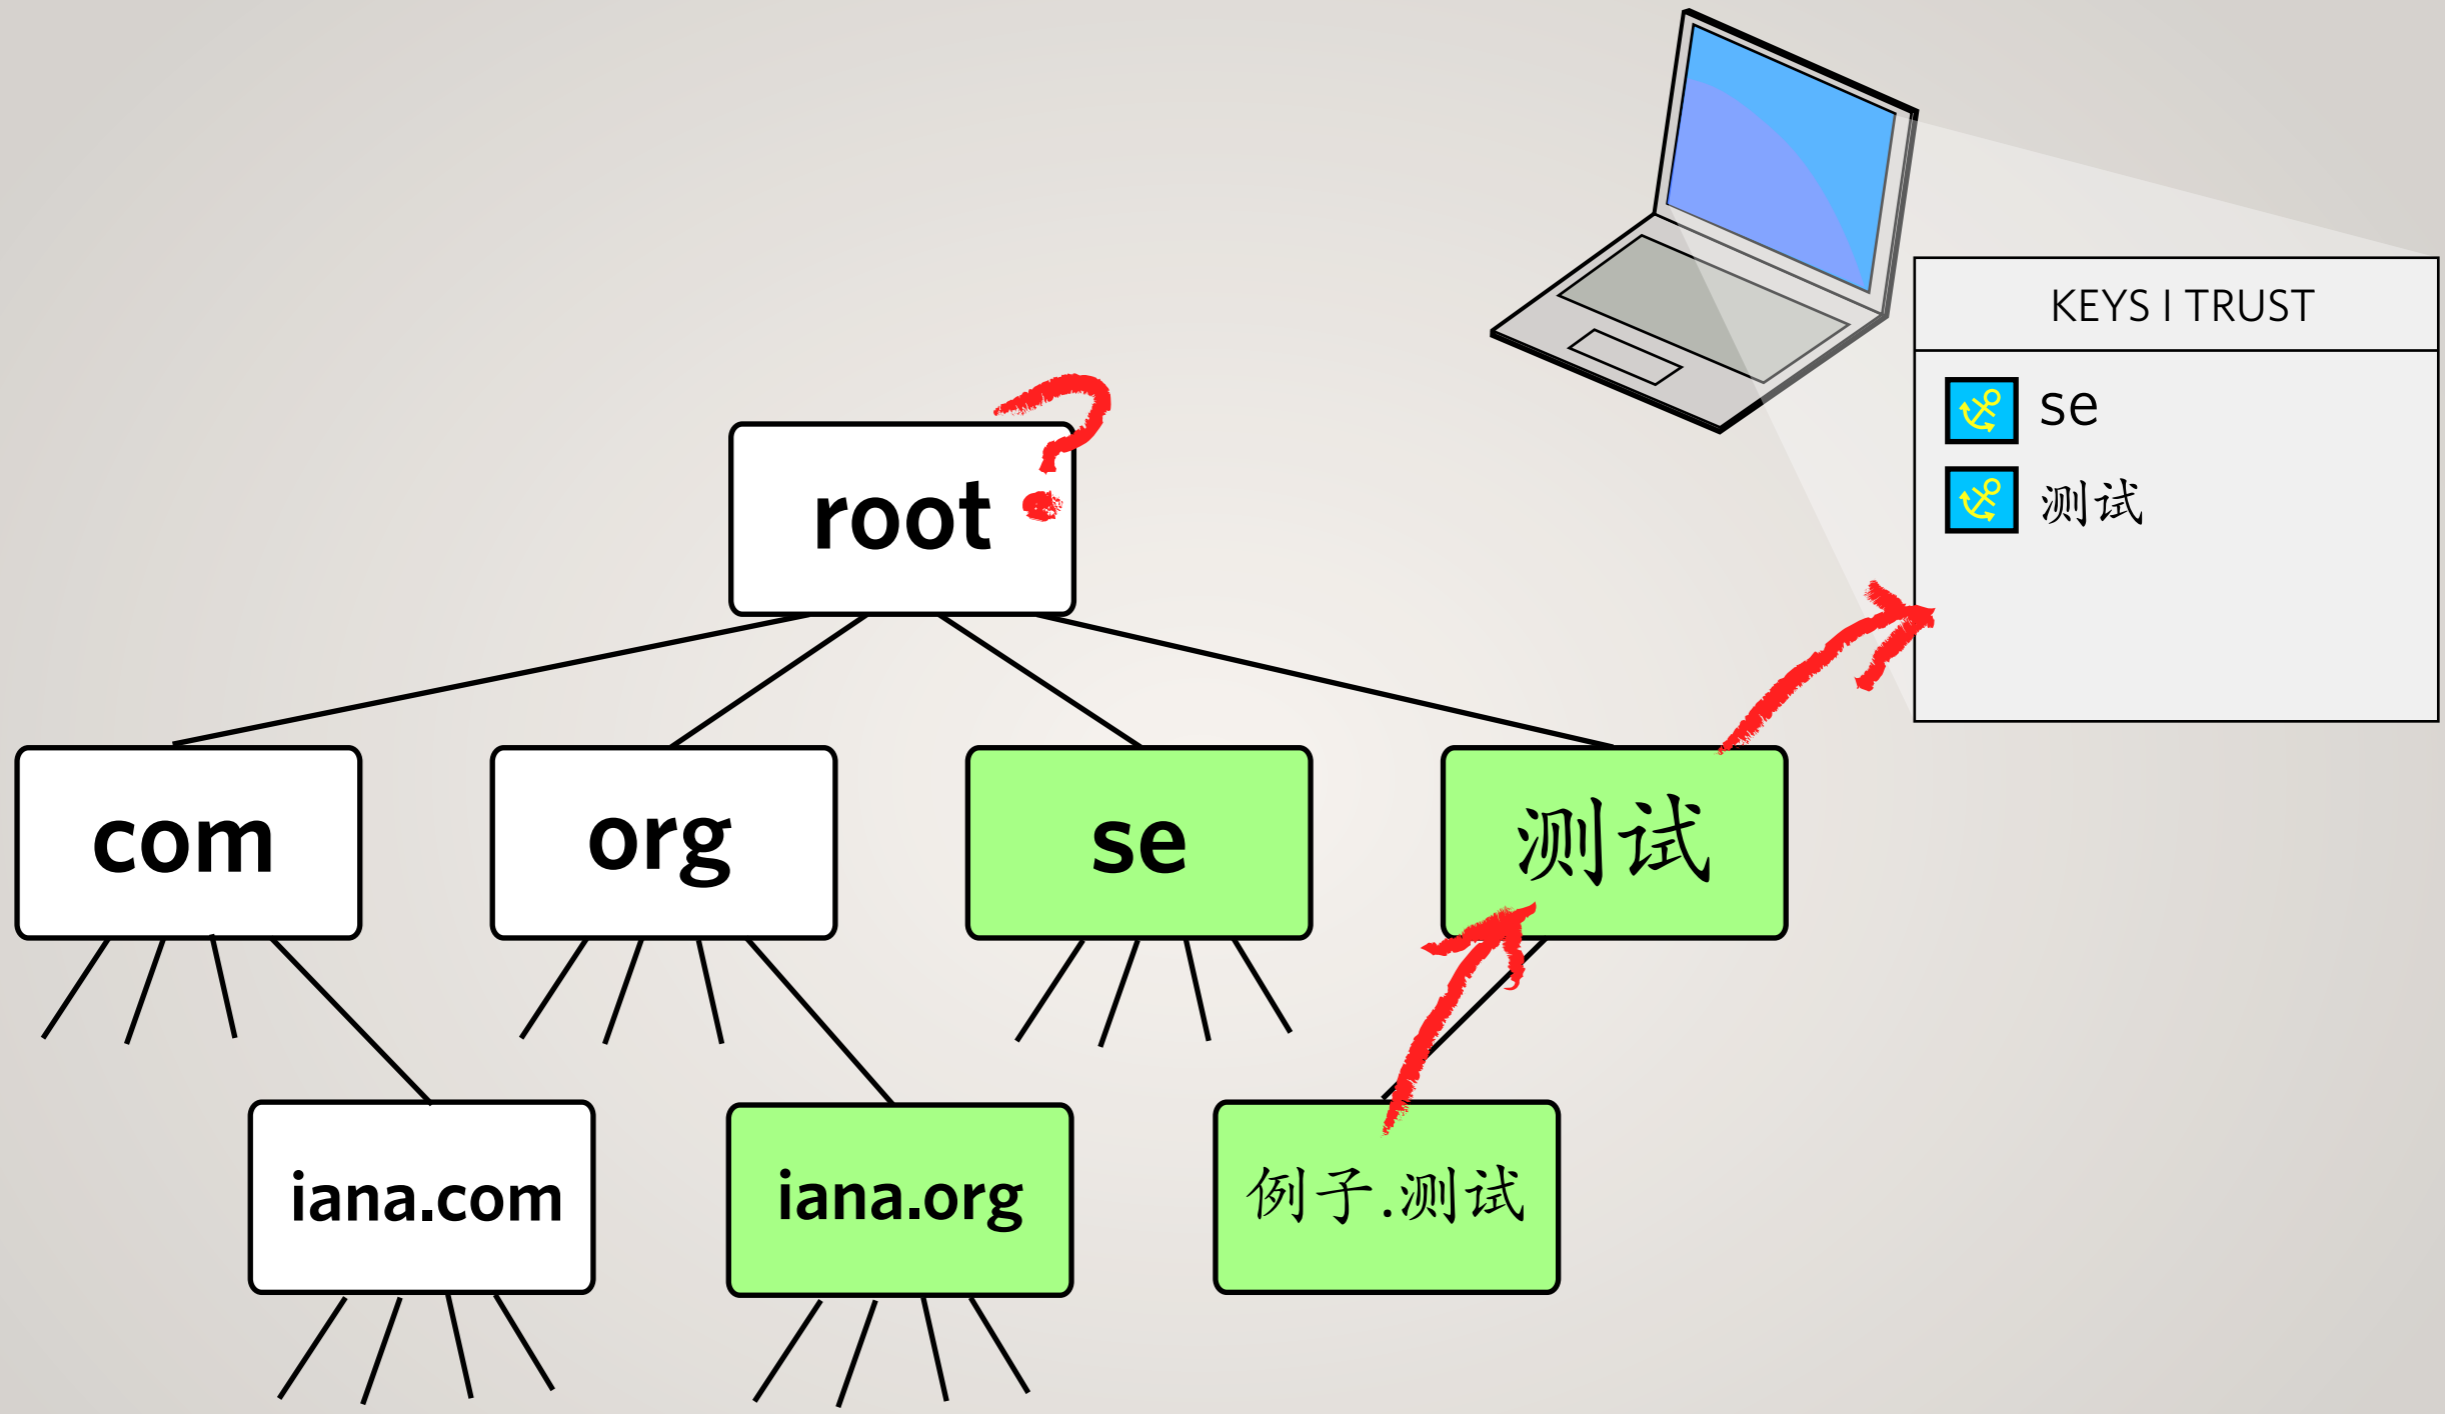 KEYS I TRUST
se
测试
root ?
com
org
se
测试
iana.com
iana.org
例子.测试